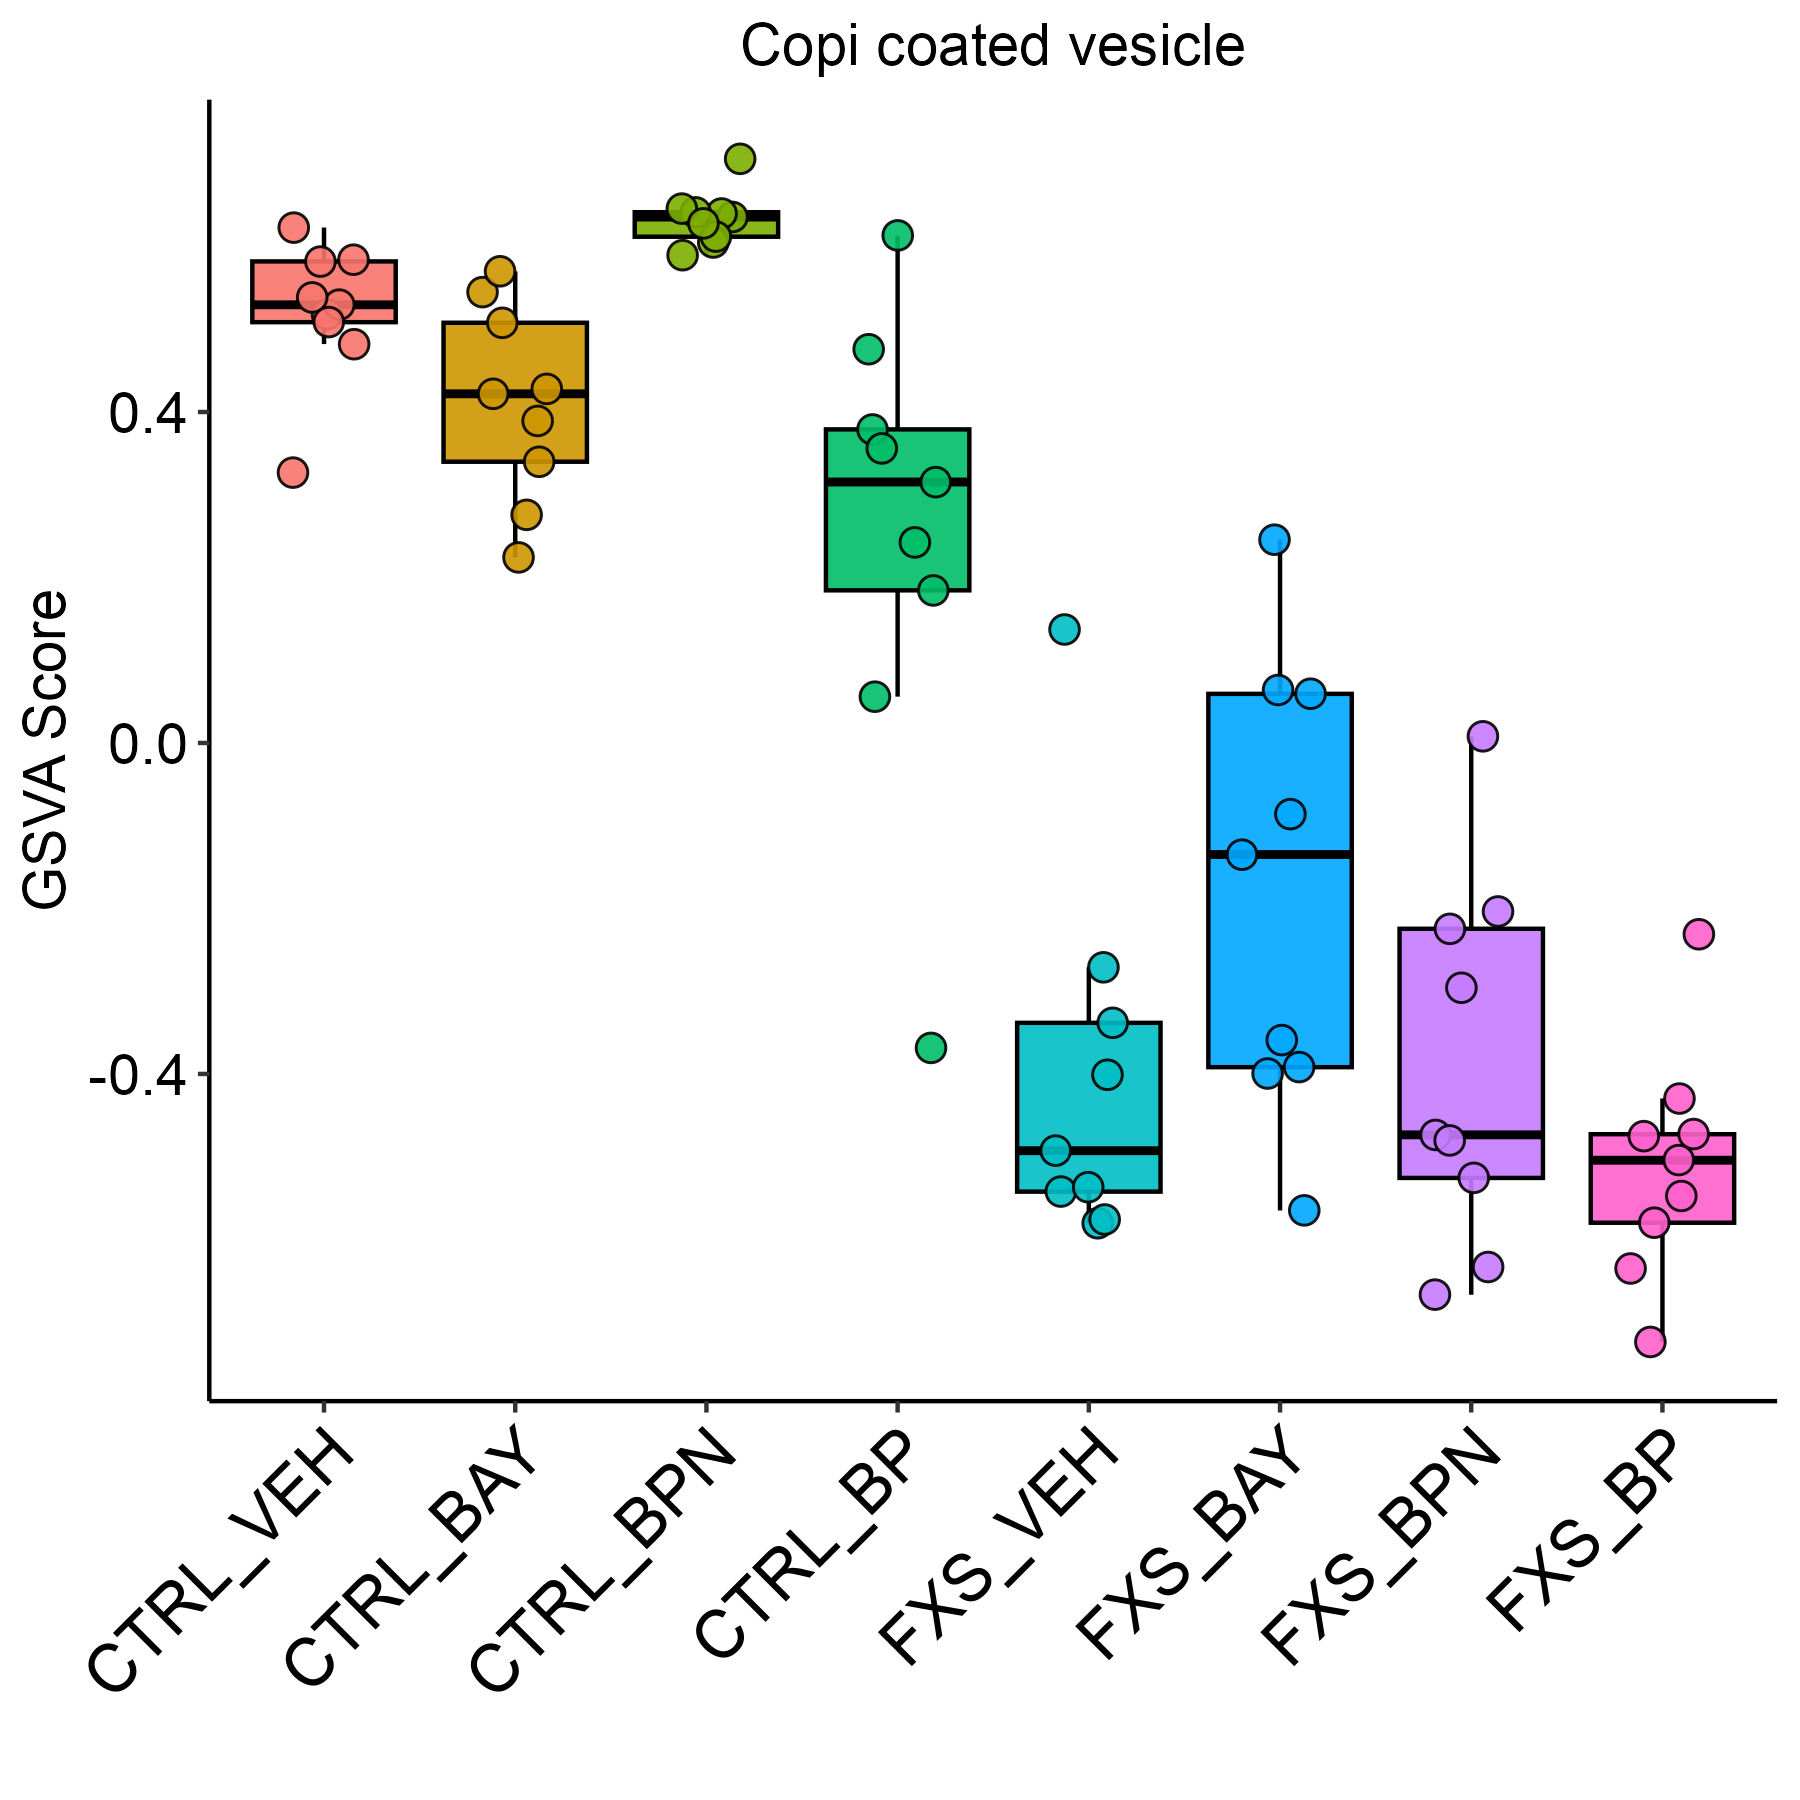 Copi coated vesicle
GSVA Score
0.4
0.0
-0.4
CTRL_VEH
CTRL_BAY
CTRL_BPN
CTRL_BP
FXS_VEH
FXS_BAY
FXS_BPN
FXS_BP